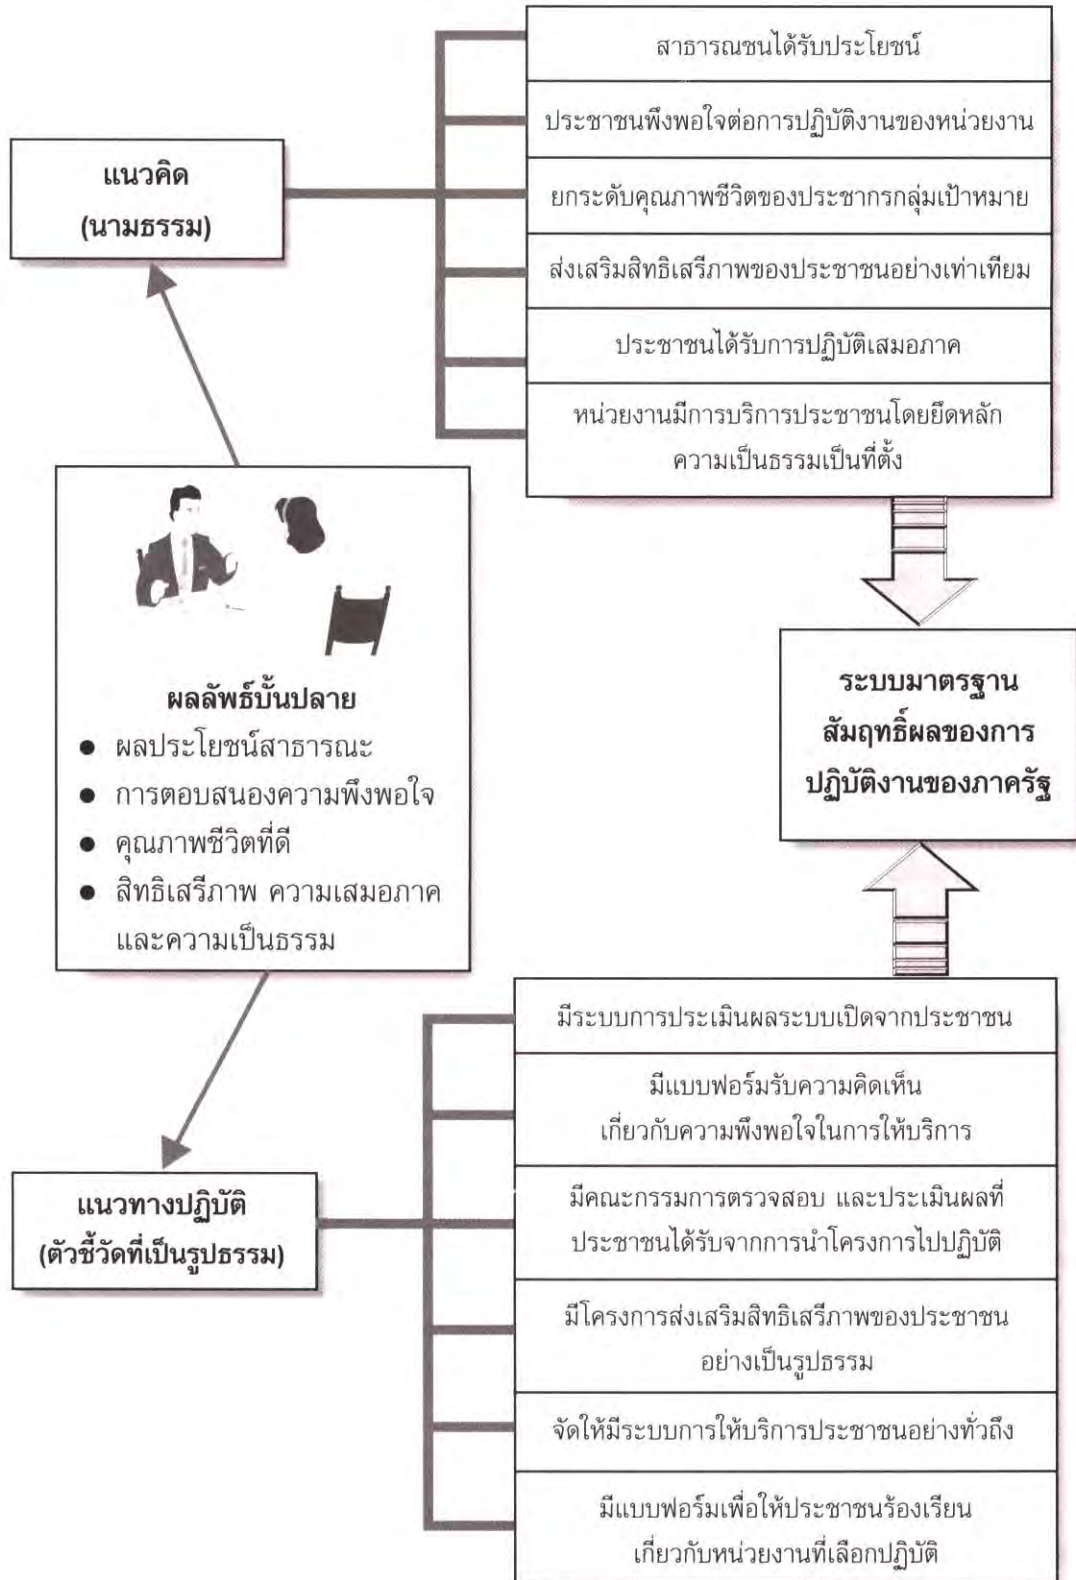 สาธารณชนได้รับประโยชน์
ประชาชนพึงพอใจต่อการปฏิบัติงานของหน่วยงาน
แนวคิด
(นามธรรม)
ยกระดับคุณภาพชีวิตของประชากรกลุ่มเป้าหมาย
ส่งเสริมสิทธิเสรีภาพของประชาชนอย่างเท่าเทียม
ประชาชนได้รับการปฏิบัติเสมอภาค
หน่วยงานมีการบริการประชาชนโดยยึดหลัก
ความเป็นธรรมเป็นที่ตั้ง
ผลลัพธ์บั้นปลาย
● ผลประโยชน์สาธารณะ
● การตอบสนองความพึงพอใจ
● คุณภาพชีวิตที่ดี
● สิทธิเสรีภาพ ความเสมอภาค
และความเป็นธรรม
ระบบมาตรฐาน
สัมฤทธิ์ผลของการ
ปฏิบัติงานของภาครัฐ
มีระบบการประเมินผลระบบเปิดจากประชาชน
มีแบบฟอร์มรับความคิดเห็น
เกี่ยวกับความพึงพอใจในการให้บริการ
แนวทางปฏิบัติ
(ตัวชี้วัดที่เป็นรูปธรรม)
มีคณะกรรมการตรวจสอบ และประเมินผลที่
ประชาชนได้รับจากการนำโครงการไปปฏิบัติ
มีโครงการส่งเสริมสิทธิเสรีภาพของประชาชน
อย่างเป็นรูปธรรม
จัดให้มีระบบการให้บริการประชาชนอย่างทั่วถึง
มีแบบฟอร์มเพื่อให้ประชาชนร้องเรียน
เกี่ยวกับหน่วยงานที่เลือกปฏิบัติ